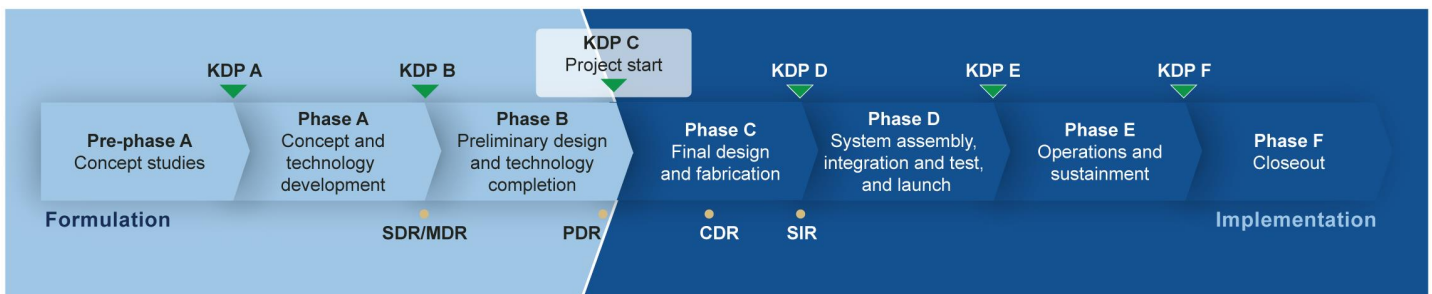 KDP A
KDP B
KDP C
Project start
KDP D
KDP E
KDP F
Pre-phase A
Concept studies
Phase A
Concept and
technology
development
Phase B
Preliminary design
and technology
completion
Phase C
Final design
and fabrication
Phase D
System assembly,
integration and test,
and launch
Phase E
Operations and
sustainment
Phase F
Closeout
Formulation
SDR/MDR
PDR
CDR
SIR
Implementation